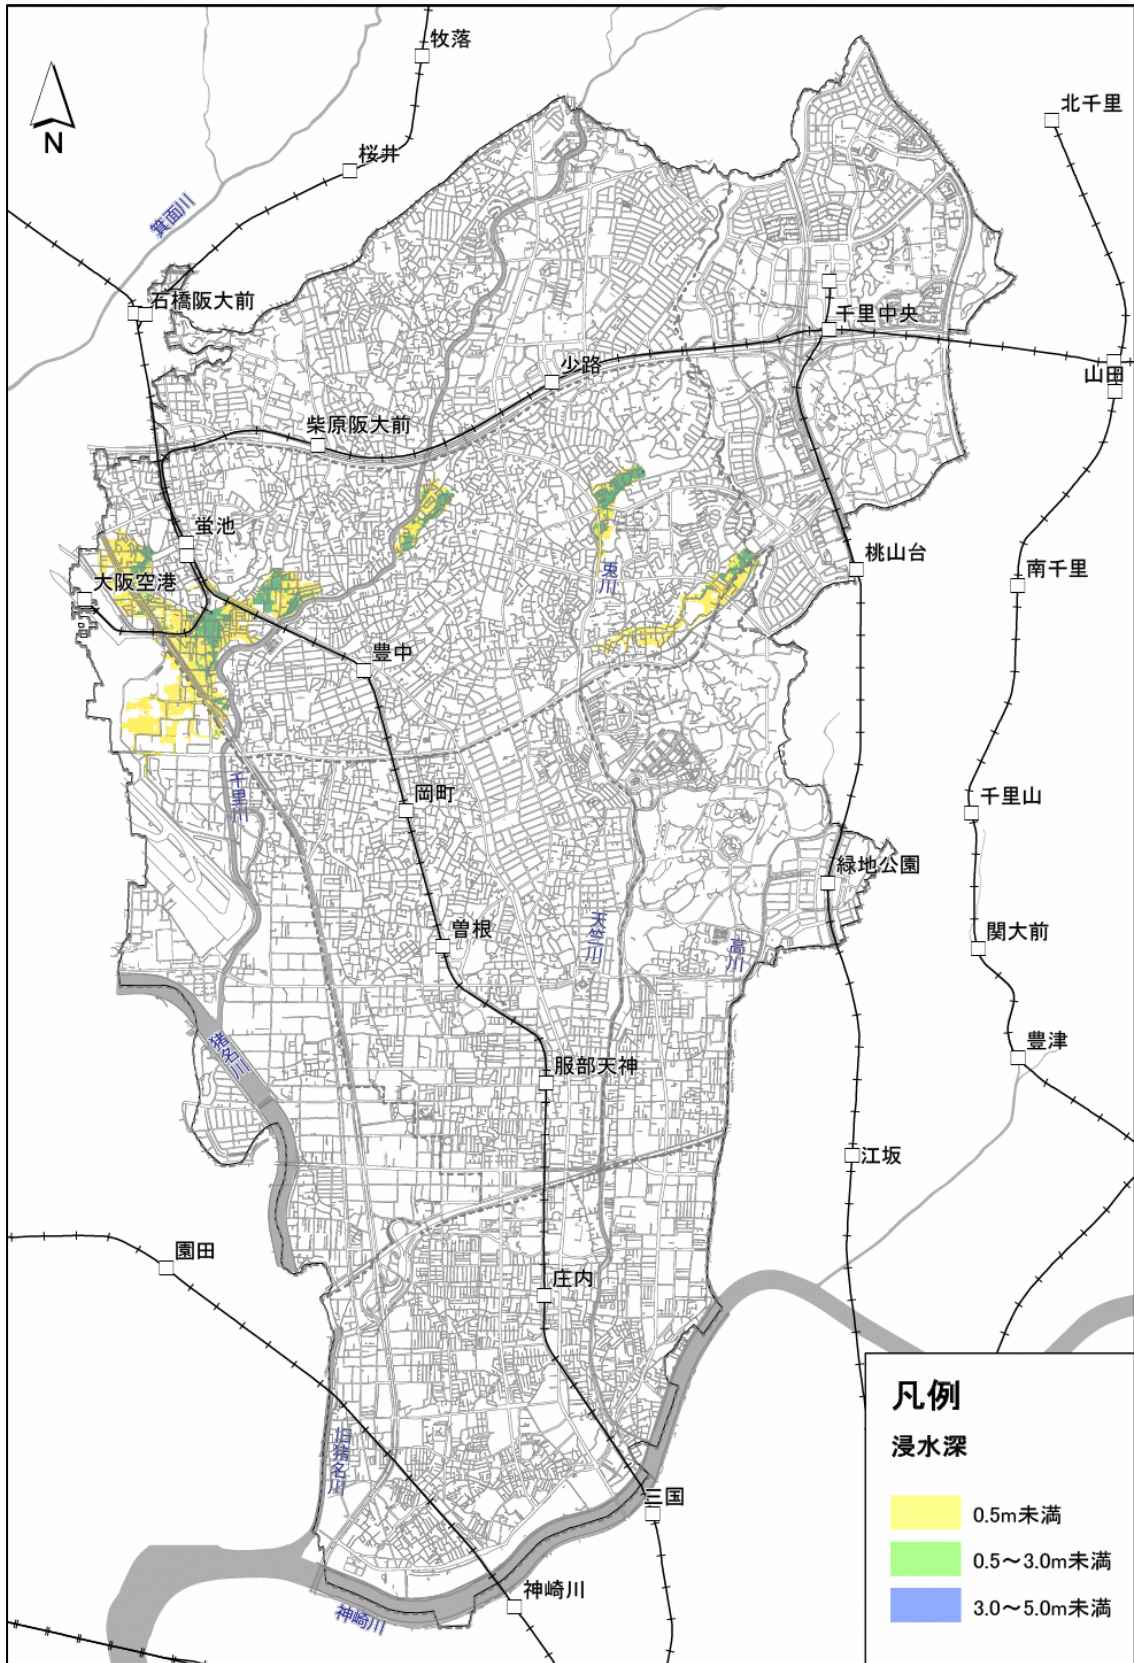 牧落
北千里
N
桜井
箕面川
石橋阪大前
千里中央
少路
山田
柴原阪大前
蛍池
桃山台
大阪空港
南千里
兎川
豊中
千里川
岡町
千里山
緑地公園
曽根
天竺川
高川
関大前
猪名川
豊津
服部天神
江坂
園田
庄内
旧猪名川
三国
神崎川
神崎川
凡例
浸水深
0.5m未満
0.5～3.0m未満
3.0～5.0m未満